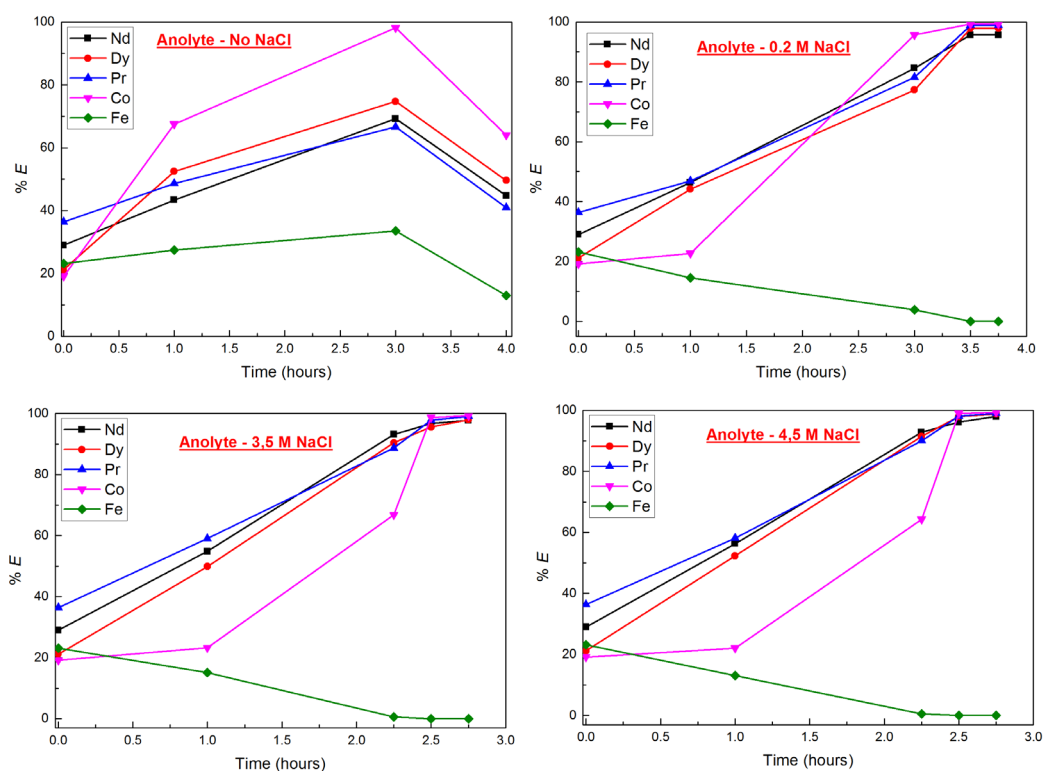 Anolyte - No NaCl
Nd
Dy
Pr
Co
Fe
% E
100
80
60
40
20
0
0.0 0.5 1.0 1.5 2.0 2.5 3.0 3.5 4.0
Time (hours)
Anolyte - 0.2 M NaCl
Nd
Dy
Pr
Co
Fe
% E
100
80
60
40
20
0
0.0 0.5 1.0 1.5 2.0 2.5 3.0 3.5 4.0
Time (hours)
Anolyte - 3,5 M NaCl
Nd
Dy
Pr
Co
Fe
% E
100
80
60
40
20
0
0.0 0.5 1.0 1.5 2.0 2.5 3.0
Time (hours)
Anolyte - 4,5 M NaCl
Nd
Dy
Pr
Co
Fe
% E
100
80
60
40
20
0
0.0 0.5 1.0 1.5 2.0 2.5 3.0
Time (hours)